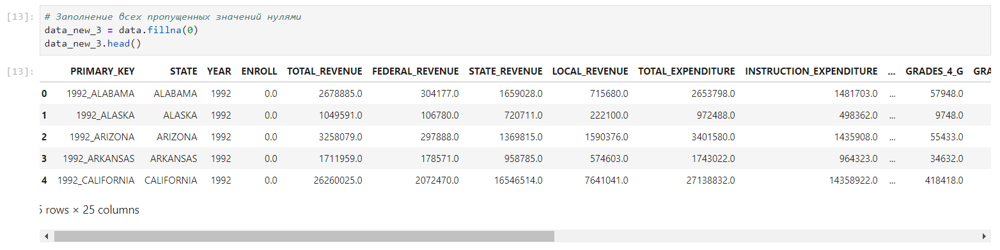 [13]: # Заполнение всех пропущенных значений нулями
data_new_3 = data.fillna(0)
data_new_3.head()
[13]: PRIMARY_KEY STATE YEAR ENROLL TOTAL_REVENUE FEDERAL_REVENUE STATE_REVENUE LOCAL_REVENUE TOTAL_EXPENDITURE INSTRUCTION_EXPENDITURE ... GRADES_4_G GRA
0 1992_ALABAMA ALABAMA 1992 0.0 2678885.0 304177.0 1659028.0 715680.0 2653798.0 1481703.0 ... 57948.0
1 1992_ALASKA ALASKA 1992 0.0 1049591.0 106780.0 720711.0 222100.0 972488.0 498362.0 ... 9748.0
2 1992_ARIZONA ARIZONA 1992 0.0 3258079.0 297888.0 1369815.0 1590376.0 3401580.0 1435908.0 ... 55433.0
3 1992_ARKANSAS ARKANSAS 1992 0.0 1711959.0 178571.0 958785.0 574603.0 1743022.0 964323.0 ... 34632.0
4 1992_CALIFORNIA CALIFORNIA 1992 0.0 26260025.0 2072470.0 16546514.0 7641041.0 27138832.0 14358922.0 ... 418418.0
5 rows × 25 columns